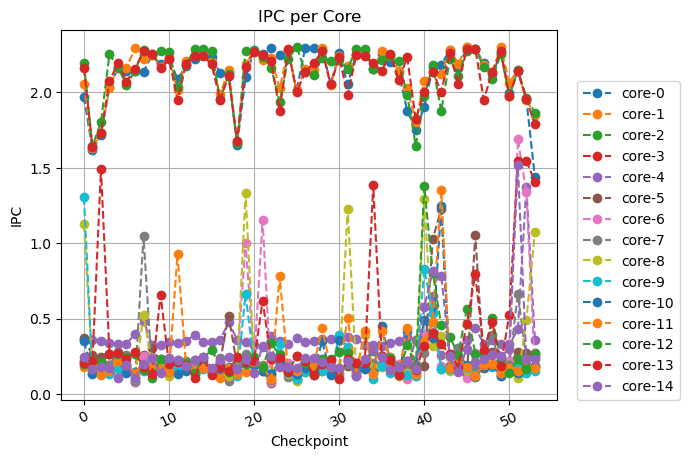 IPC per Core
IPC
2.0
1.5
1.0
0.5
0.0
0
10
20
30
40
50
Checkpoint
core-0
core-1
core-2
core-3
core-4
core-5
core-6
core-7
core-8
core-9
core-10
core-11
core-12
core-13
core-14